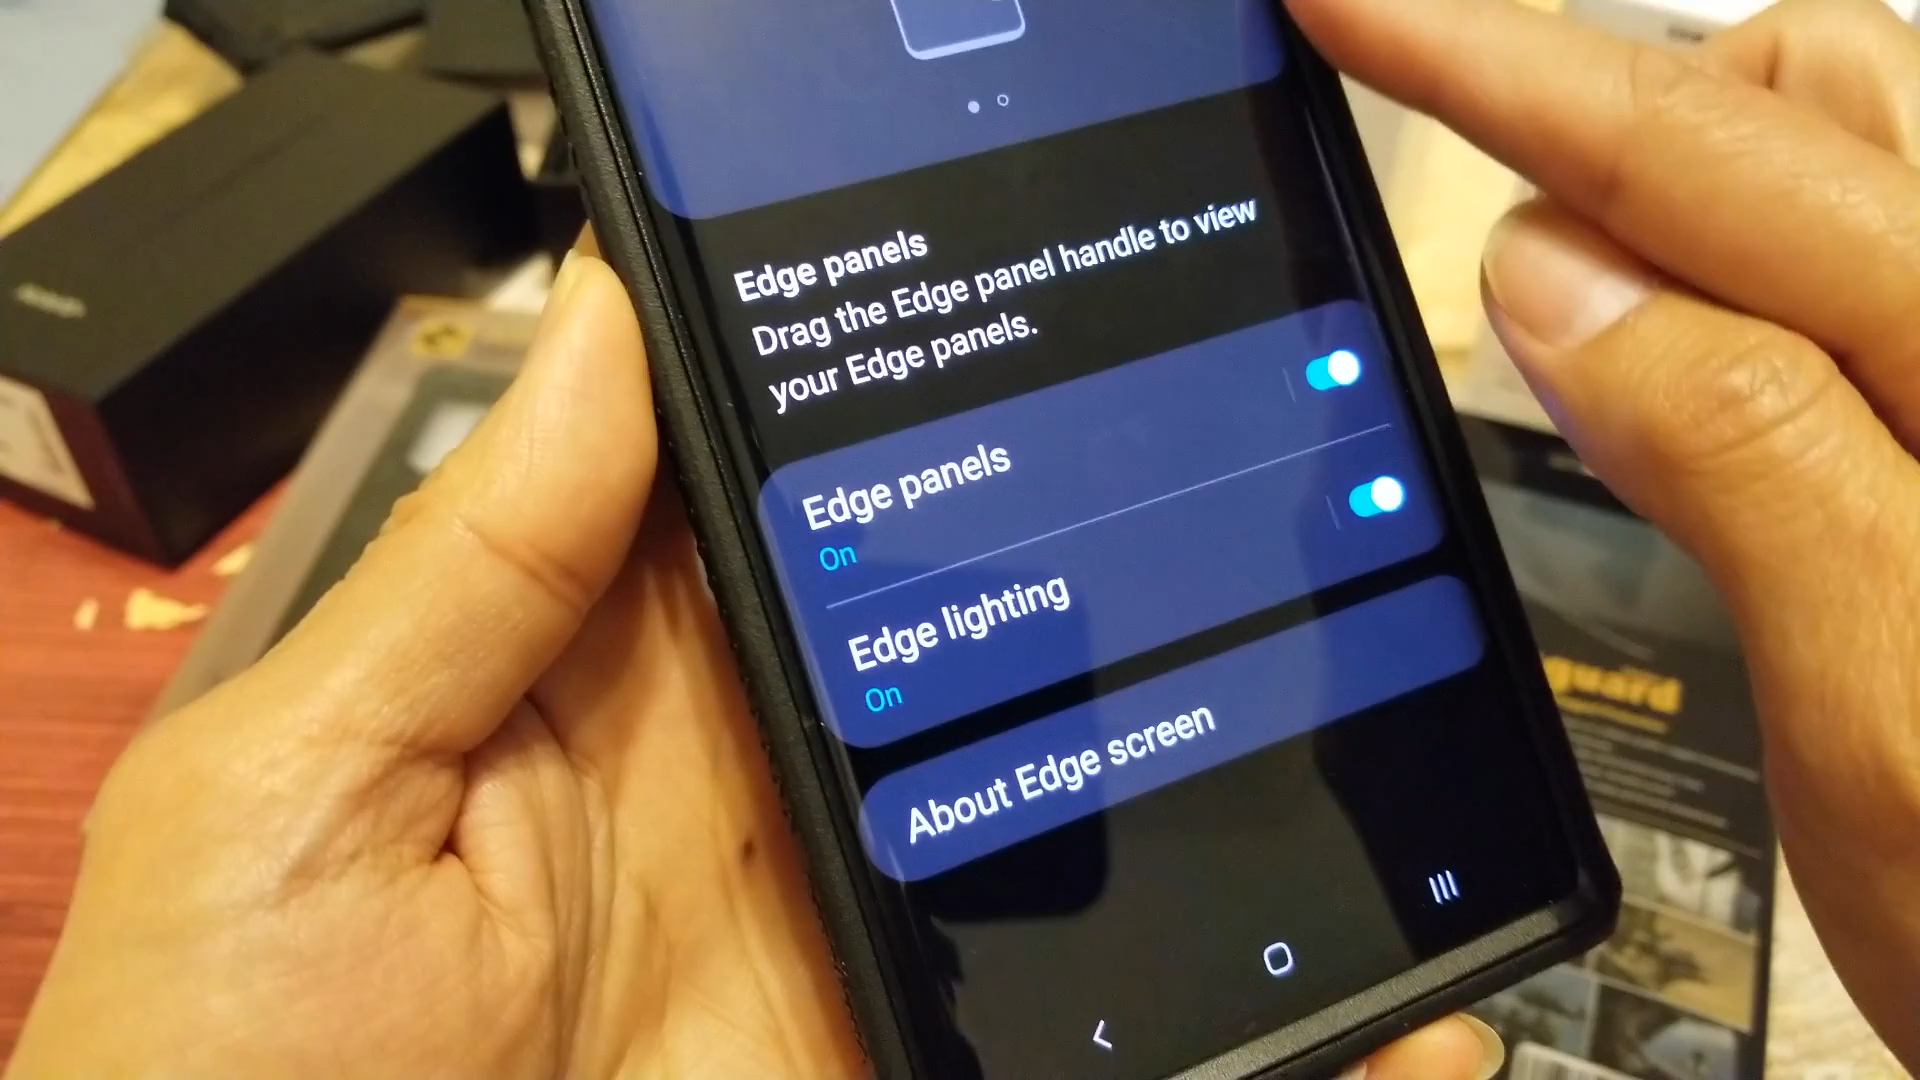 Edge panels
Drag the Edge panel handle to view
your Edge panels.
Edge panels
On
Edge lighting
On
About Edge screen
guard